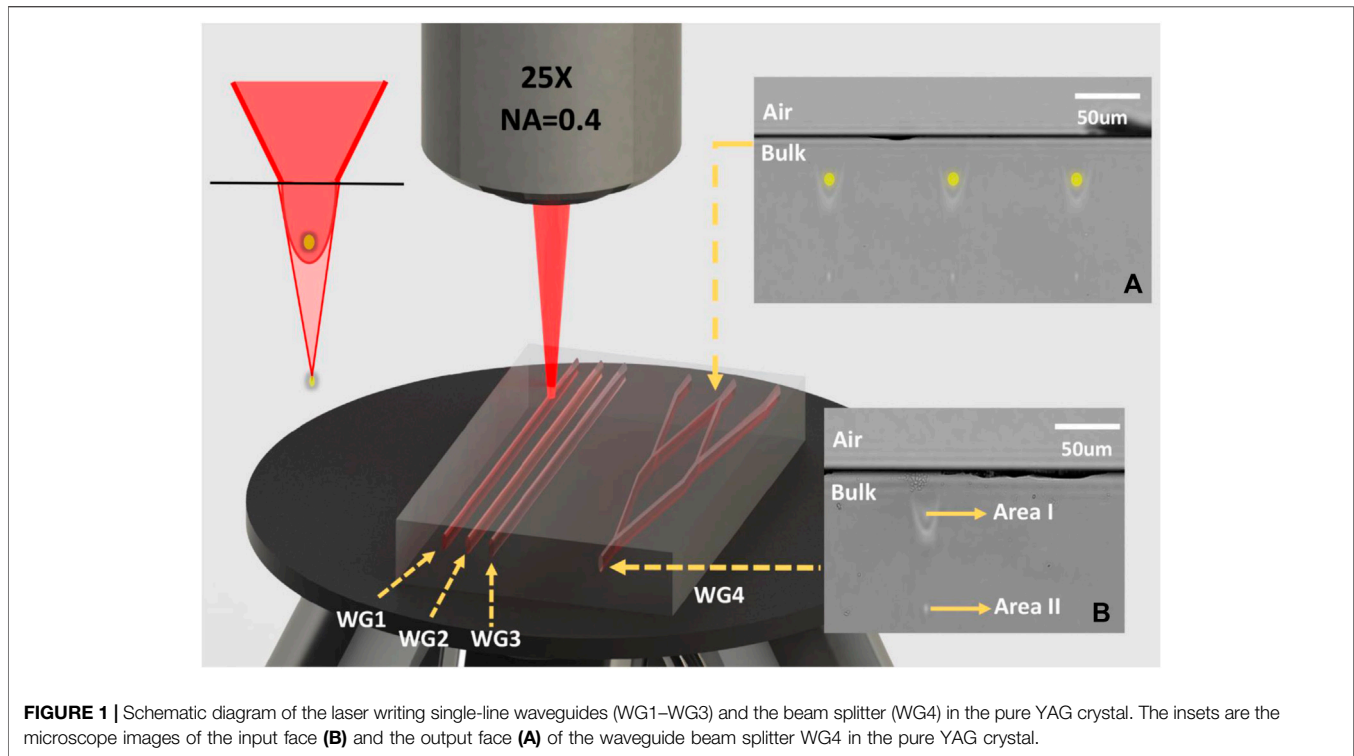 25X
NA=0.4
Air
50um
Bulk
A
Air
50um
Bulk
Area I
Area II
B
WG1
WG2
WG3
WG4
FIGURE 1 | Schematic diagram of the laser writing single-line waveguides (WG1–WG3) and the beam splitter (WG4) in the pure YAG crystal. The insets are the
microscope images of the input face (B) and the output face (A) of the waveguide beam splitter WG4 in the pure YAG crystal.